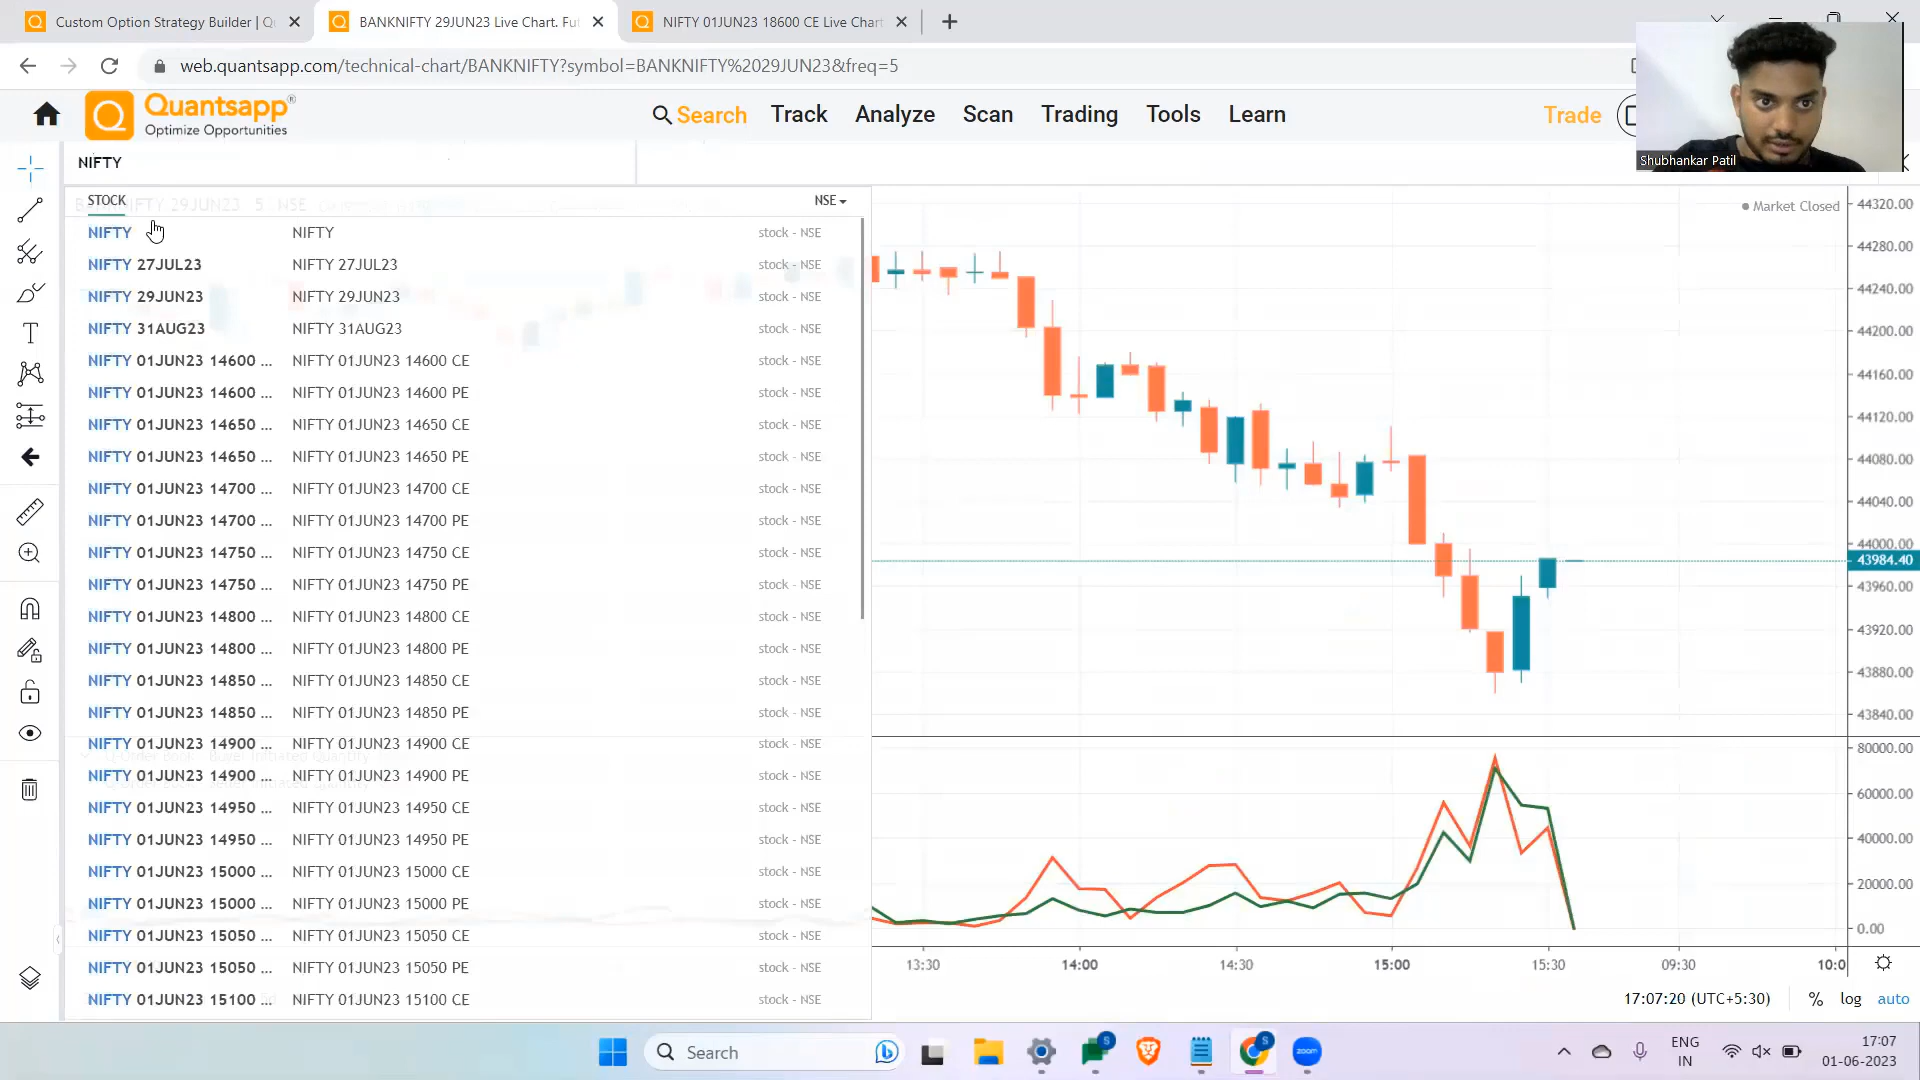 Custom Option Strategy Builder | Q
BANKNIFTY 29JUN23 Live Chart. Fu
NIFTY 01JUN23 18600 CE Live Chart
web.quantsapp.com/technical-chart/BANKNIFTY?symbol=BANKNIFTY%2029JUN23&freq=5
Quantsapp®
Optimize Opportunities
Search Track Analyze Scan Trading Tools Learn Trade
Shubhankar Patil
NIFTY
STOCK NSE
BANKNIFTY 29JUN23 5 NSE
Market Closed
NIFTY NIFTY stock - NSE
NIFTY 27JUL23 NIFTY 27JUL23 stock - NSE
NIFTY 29JUN23 NIFTY 29JUN23 stock - NSE
NIFTY 31AUG23 NIFTY 31AUG23 stock - NSE
NIFTY 01JUN23 14600 ... NIFTY 01JUN23 14600 CE stock - NSE
NIFTY 01JUN23 14600 ... NIFTY 01JUN23 14600 PE stock - NSE
NIFTY 01JUN23 14650 ... NIFTY 01JUN23 14650 CE stock - NSE
NIFTY 01JUN23 14650 ... NIFTY 01JUN23 14650 PE stock - NSE
NIFTY 01JUN23 14700 ... NIFTY 01JUN23 14700 CE stock - NSE
NIFTY 01JUN23 14700 ... NIFTY 01JUN23 14700 PE stock - NSE
NIFTY 01JUN23 14750 ... NIFTY 01JUN23 14750 CE stock - NSE
NIFTY 01JUN23 14750 ... NIFTY 01JUN23 14750 PE stock - NSE
NIFTY 01JUN23 14800 ... NIFTY 01JUN23 14800 CE stock - NSE
NIFTY 01JUN23 14800 ... NIFTY 01JUN23 14800 PE stock - NSE
NIFTY 01JUN23 14850 ... NIFTY 01JUN23 14850 CE stock - NSE
NIFTY 01JUN23 14850 ... NIFTY 01JUN23 14850 PE stock - NSE
NIFTY 01JUN23 14900 ... NIFTY 01JUN23 14900 CE stock - NSE
Q-Order Book - Buyer Initiated Quantity
NIFTY 01JUN23 14900 ... NIFTY 01JUN23 14900 PE stock - NSE
NIFTY 01JUN23 14950 ... NIFTY 01JUN23 14950 CE stock - NSE
NIFTY 01JUN23 14950 ... NIFTY 01JUN23 14950 PE stock - NSE
NIFTY 01JUN23 15000 ... NIFTY 01JUN23 15000 CE stock - NSE
NIFTY 01JUN23 15000 ... NIFTY 01JUN23 15000 PE stock - NSE
NIFTY 01JUN23 15050 ... NIFTY 01JUN23 15050 CE stock - NSE
NIFTY 01JUN23 15050 ... NIFTY 01JUN23 15050 PE stock - NSE
NIFTY 01JUN23 15100 ... NIFTY 01JUN23 15100 CE stock - NSE
44320.00
44280.00
44240.00
44200.00
44160.00
44120.00
44080.00
44040.00
44000.00
43984.40
43960.00
43920.00
43880.00
43840.00
80000.00
60000.00
40000.00
20000.00
0.00
13:30 14:00 14:30 15:00 15:30 09:30 10:0
17:07:20 (UTC+5:30) % log auto
Search
zoom
ENG
IN
17:07
01-06-2023